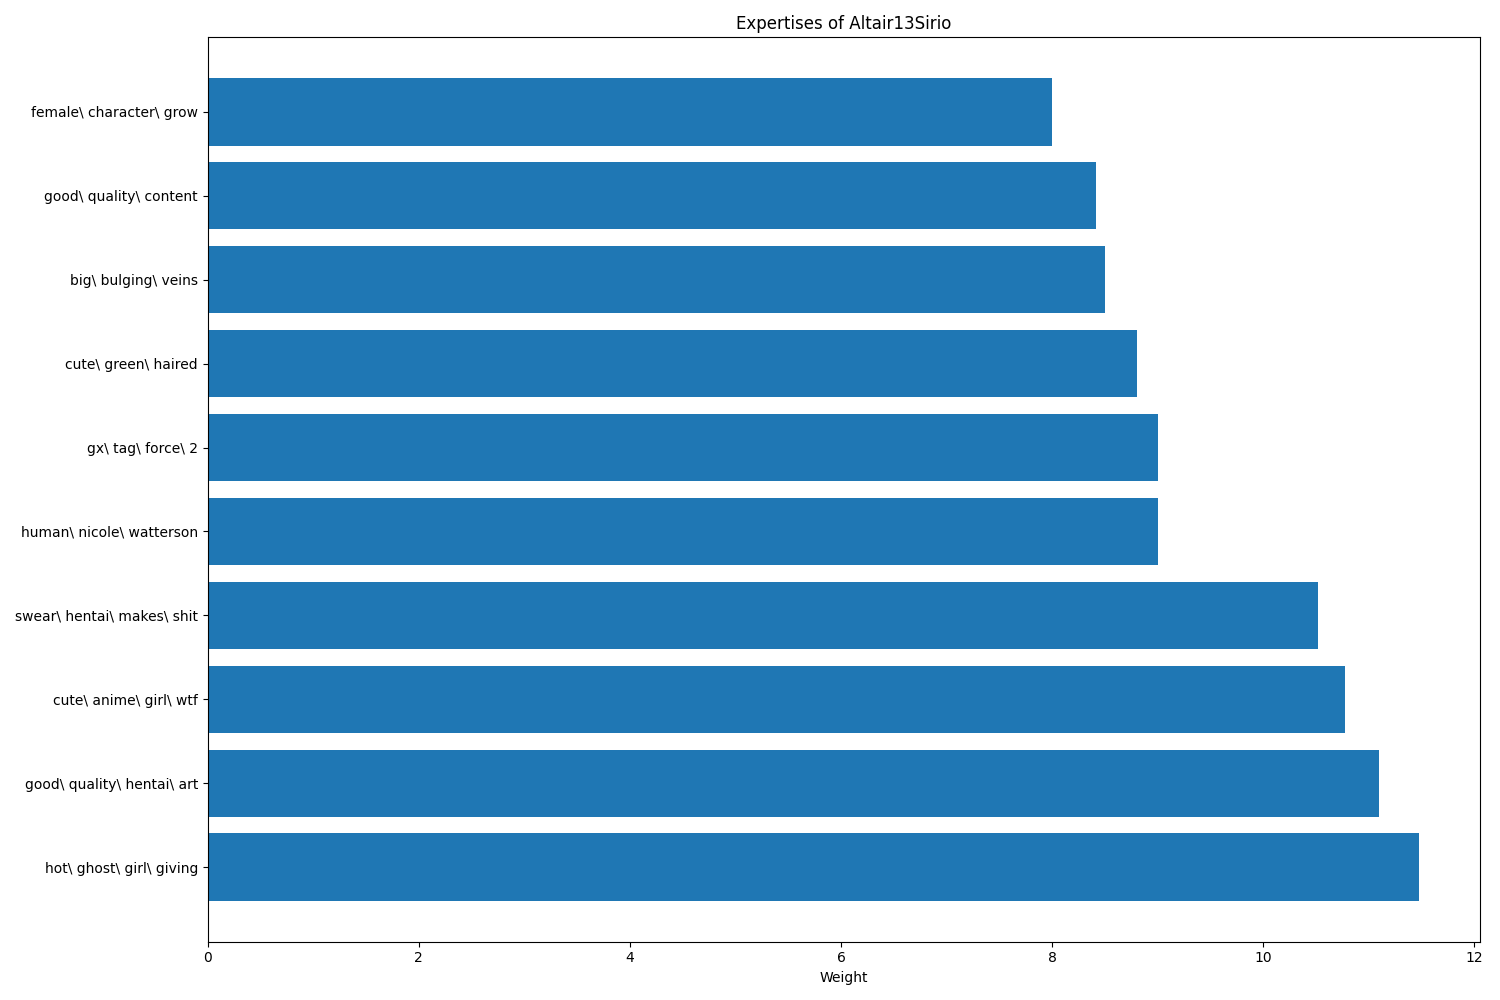 Expertises of Altair13Sirio
female\ character\ grow
good\ quality\ content
big\ bulging\ veins
cute\ green\ haired
gx\ tag\ force\ 2
human\ nicole\ watterson
swear\ hentai\ makes\ shit
cute\ anime\ girl\ wtf
good\ quality\ hentai\ art
hot\ ghost\ girl\ giving
0 2 4 6 8 10 12
Weight